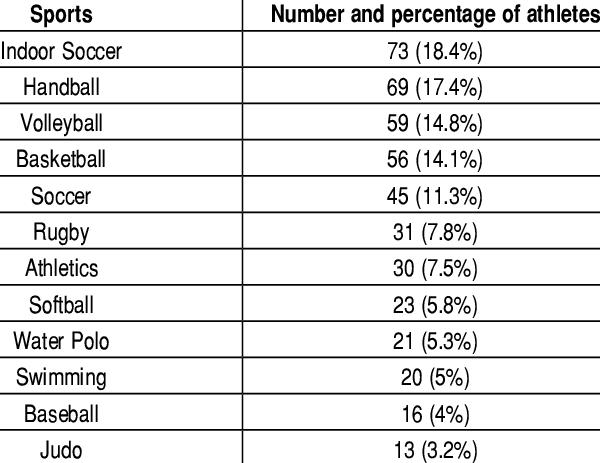 Sports Number and percentage of athletes
Indoor Soccer 73 (18.4%)
Handball 69 (17.4%)
Volleyball 59 (14.8%)
Basketball 56 (14.1%)
Soccer 45 (11.3%)
Rugby 31 (7.8%)
Athletics 30 (7.5%)
Softball 23 (5.8%)
Water Polo 21 (5.3%)
Swimming 20 (5%)
Baseball 16 (4%)
Judo 13 (3.2%)